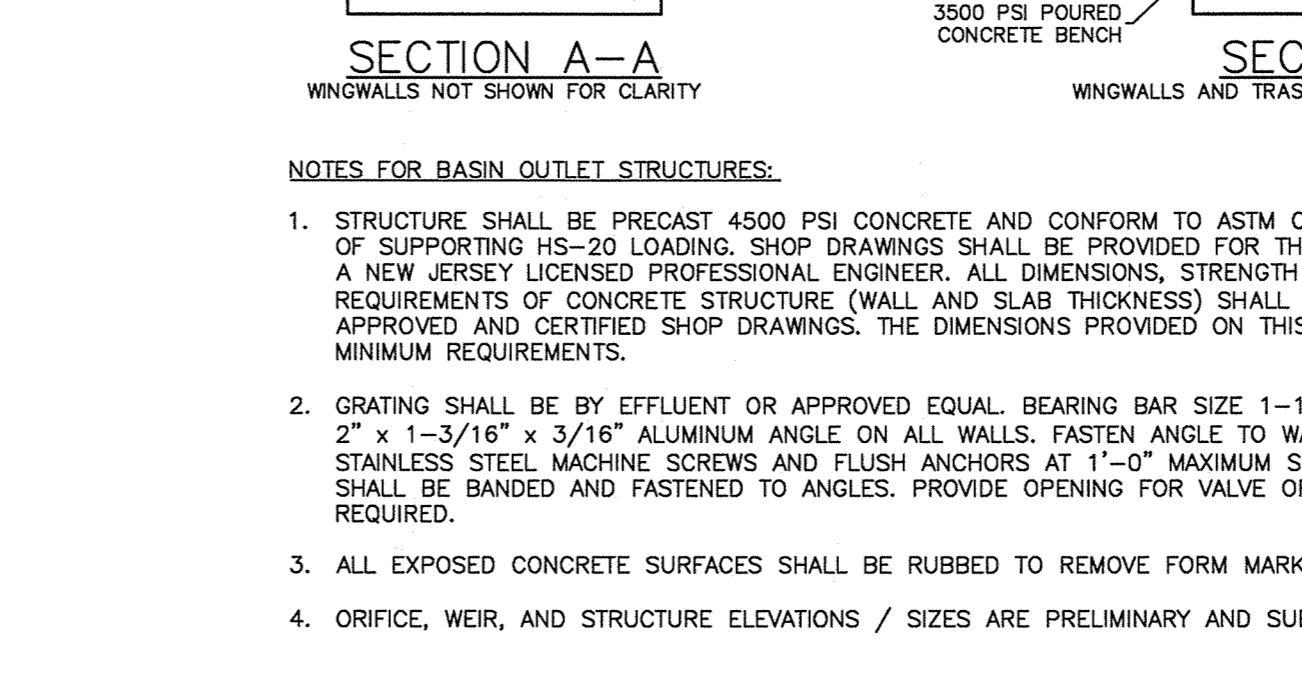 3500 PSI POURED
CONCRETE BENCH
SECTION A–A
WINGWALLS NOT SHOWN FOR CLARITY
WINGWALLS AND
NOTES FOR BASIN OUTLET STRUCTURES:
1. STRUCTURE SHALL BE PRECAST 4500 PSI CONCRETE AND CONFORM TO ASTM
OF SUPPORTING HS–20 LOADING. SHOP DRAWINGS SHALL BE PROVIDED FOR
A NEW JERSEY LICENSED PROFESSIONAL ENGINEER. ALL DIMENSIONS, STRENGTH
REQUIREMENTS OF CONCRETE STRUCTURE (WALL AND SLAB THICKNESS) SHALL
APPROVED AND CERTIFIED SHOP DRAWINGS. THE DIMENSIONS PROVIDED ON
MINIMUM REQUIREMENTS.
2. GRATING SHALL BE BY EFFLUENT OR APPROVED EQUAL. BEARING BAR SIZE
2" x 1–3/16" x 3/16" ALUMINUM ANGLE ON ALL WALLS. FASTEN ANGLE TO
STAINLESS STEEL MACHINE SCREWS AND FLUSH ANCHORS AT 1'–0" MAXIMUM
SHALL BE BANDED AND FASTENED TO ANGLES. PROVIDE OPENING FOR VALVE
REQUIRED.
3. ALL EXPOSED CONCRETE SURFACES SHALL BE RUBBED TO REMOVE FORM
4. ORIFICE, WEIR, AND STRUCTURE ELEVATIONS / SIZES ARE PRELIMINARY AND